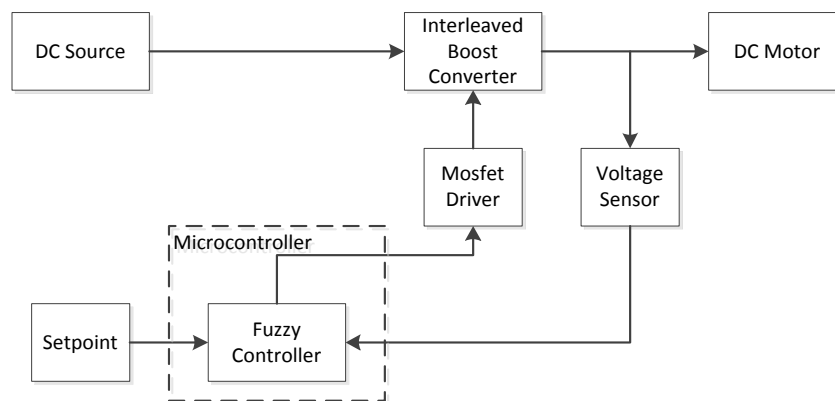 DC Source
Interleaved
Boost
Converter
DC Motor
Mosfet
Driver
Voltage
Sensor
Microcontroller
Setpoint
Fuzzy
Controller